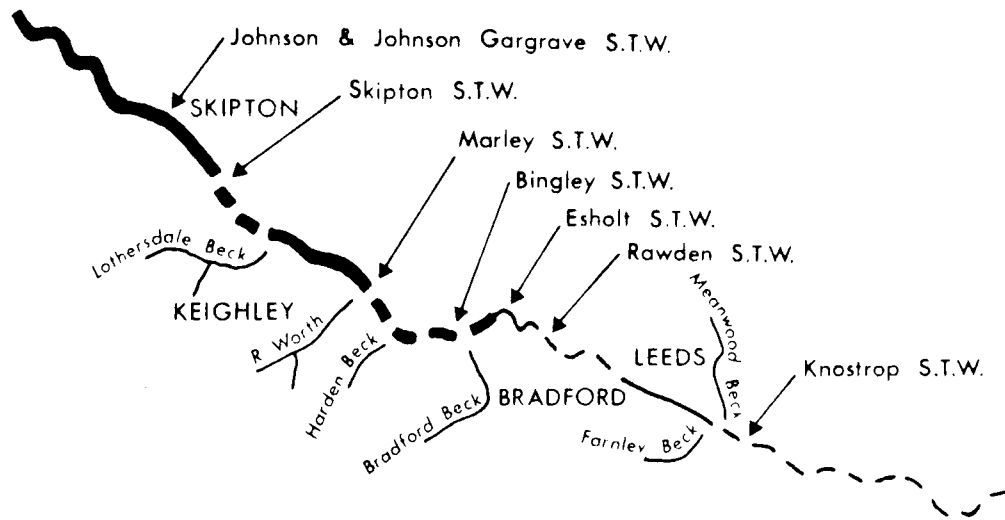 Johnson & Johnson Gargrave S.T.W.
SKIPTON
Skipton S.T.W.
Marley S.T.W.
Bingley S.T.W.
Esholt S.T.W.
Rawden S.T.W.
Lothersdale Beck
KEIGHLEY
R Worth
Harden Beck
Bradford Beck
BRADFORD
LEEDS
Meanwood Beck
Farnley Beck
Knostrop S.T.W.